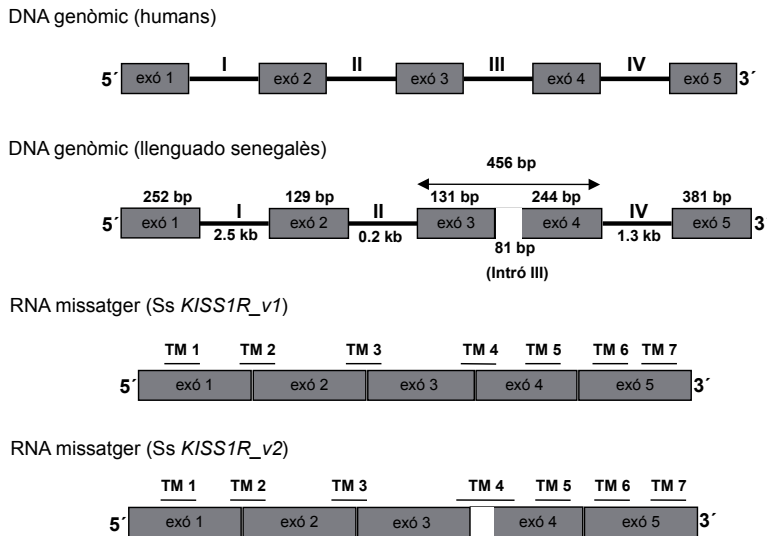 DNA genòmic (humans)
I II III IV
5´ exó 1 exó 2 exó 3 exó 4 exó 5 3´
DNA genòmic (llenguado senegalès)
456 bp
252 bp 129 bp 131 bp 244 bp 381 bp
I II IV
5´ exó 1 exó 2 exó 3 exó 4 exó 5 3
2.5 kb 0.2 kb 81 bp 1.3 kb
(Intró III)
RNA missatger (Ss KISS1R_v1)
TM 1 TM 2 TM 3 TM 4 TM 5 TM 6 TM 7
5´ exó 1 exó 2 exó 3 exó 4 exó 5 3´
RNA missatger (Ss KISS1R_v2)
TM 1 TM 2 TM 3 TM 4 TM 5 TM 6 TM 7
5´ exó 1 exó 2 exó 3 exó 4 exó 5 3´